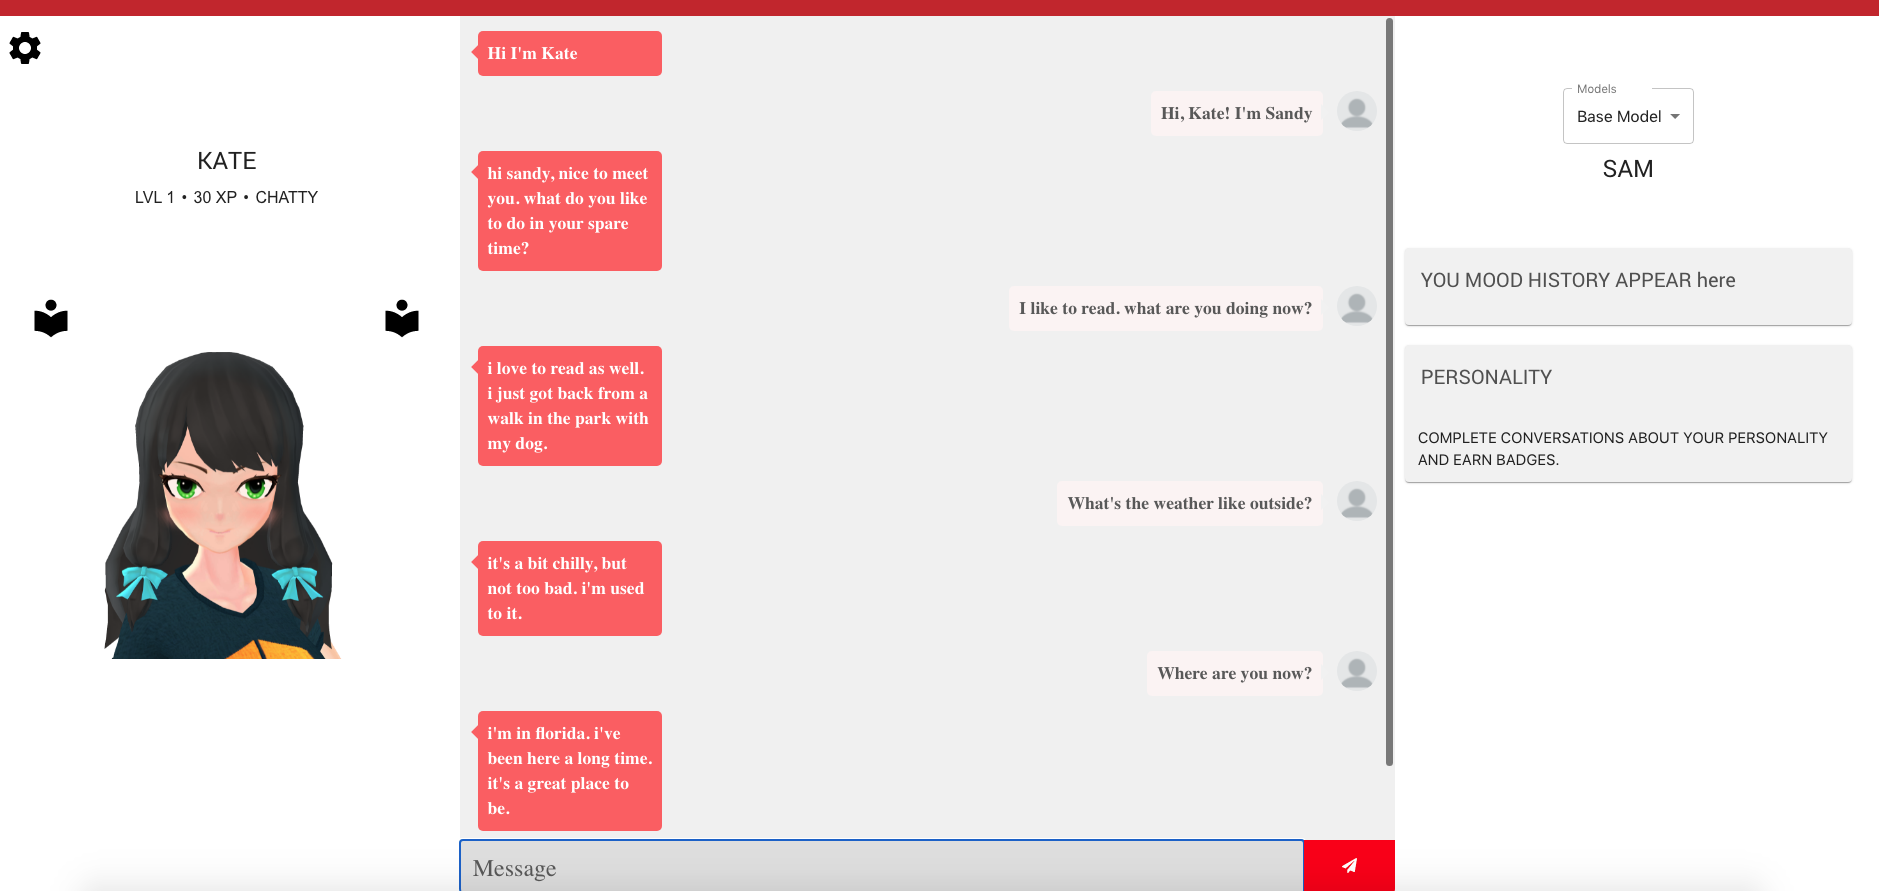 KATE
LVL 1 • 30 XP • CHATTY
Hi I'm Kate
Hi, Kate! I'm Sandy
hi sandy, nice to meet
you. what do you like
to do in your spare
time?
I like to read. what are you doing now?
i love to read as well.
i just got back from a
walk in the park with
my dog.
What's the weather like outside?
it's a bit chilly, but
not too bad. i'm used
to it.
Where are you now?
i'm in florida. i've
been here a long time.
it's a great place to
be.
Message
Models
Base Model
SAM
YOU MOOD HISTORY APPEAR here
PERSONALITY
COMPLETE CONVERSATIONS ABOUT YOUR PERSONALITY
AND EARN BADGES.